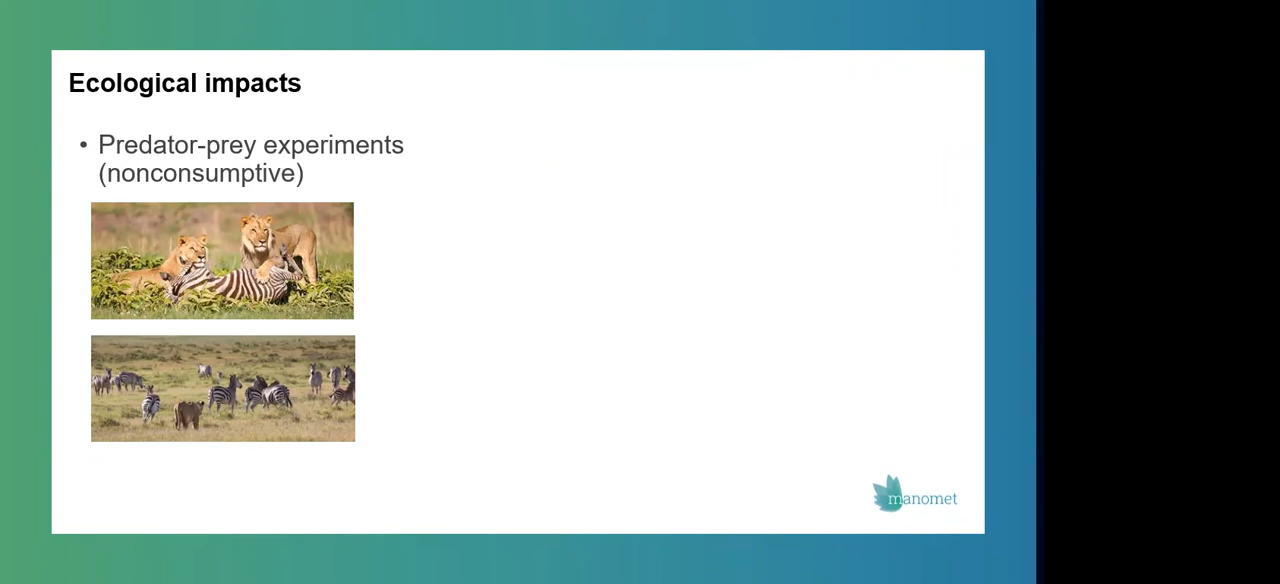 Ecological impacts
• Predator-prey experiments
(nonconsumptive)
manomet